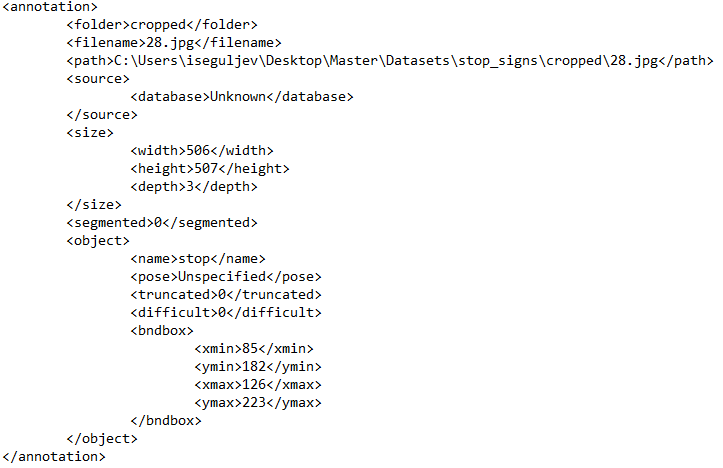 <annotation>
	<folder>cropped</folder>
	<filename>28.jpg</filename>
	<path>C:\Users\iseguljev\Desktop\Master\Datasets\stop_signs\cropped\28.jpg</path>
	<source>
		<database>Unknown</database>
	</source>
	<size>
		<width>506</width>
		<height>507</height>
		<depth>3</depth>
	</size>
	<segmented>0</segmented>
	<object>
		<name>stop</name>
		<pose>Unspecified</pose>
		<truncated>0</truncated>
		<difficult>0</difficult>
		<bndbox>
			<xmin>85</xmin>
			<ymin>182</ymin>
			<xmax>126</xmax>
			<ymax>223</ymax>
		</bndbox>
	</object>
</annotation>